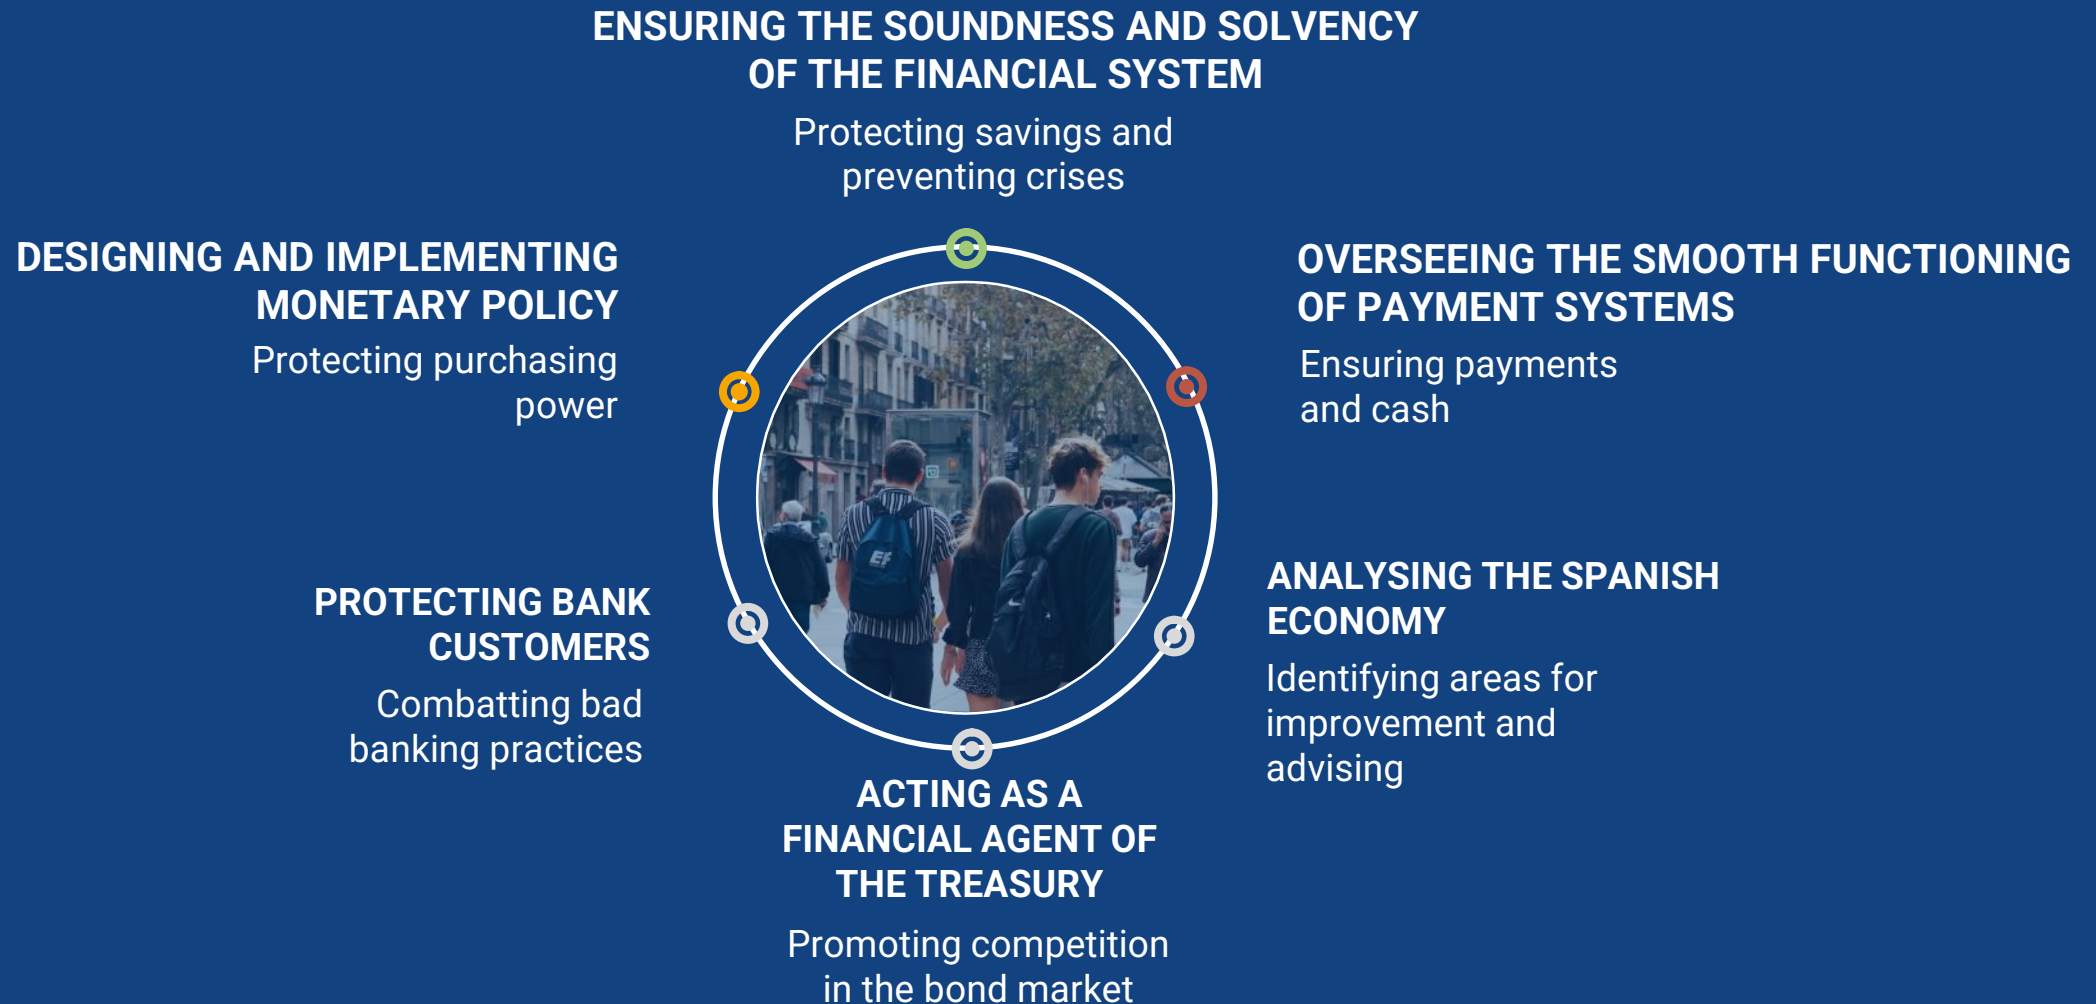 ENSURING THE SOUNDNESS AND SOLVENCY
OF THE FINANCIAL SYSTEM
Protecting savings and
preventing crises
DESIGNING AND IMPLEMENTING
MONETARY POLICY
Protecting purchasing
power
OVERSEEING THE SMOOTH FUNCTIONING
OF PAYMENT SYSTEMS
Ensuring payments
and cash
PROTECTING BANK
CUSTOMERS
Combatting bad
banking practices
ANALYSING THE SPANISH
ECONOMY
Identifying areas for
improvement and
advising
ACTING AS A
FINANCIAL AGENT OF
THE TREASURY
Promoting competition
in the bond market